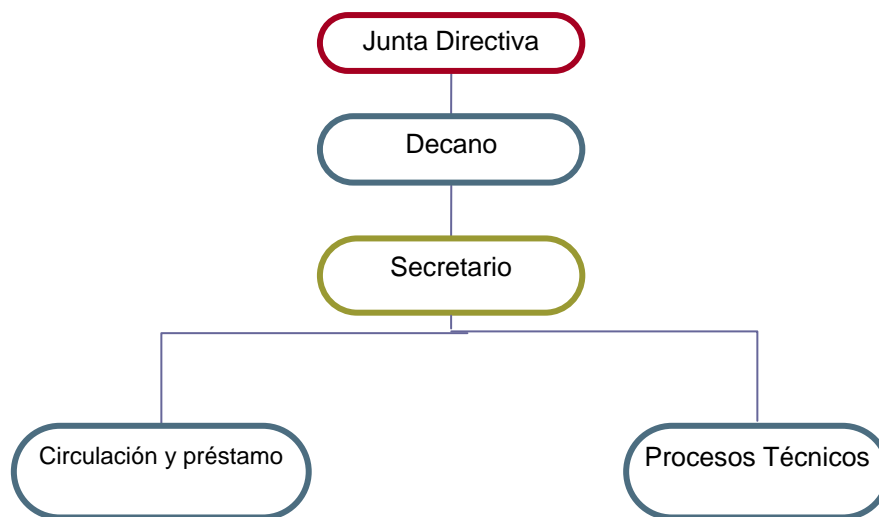 Junta Directiva
Decano
Secretario
Circulación y préstamo
Procesos Técnicos